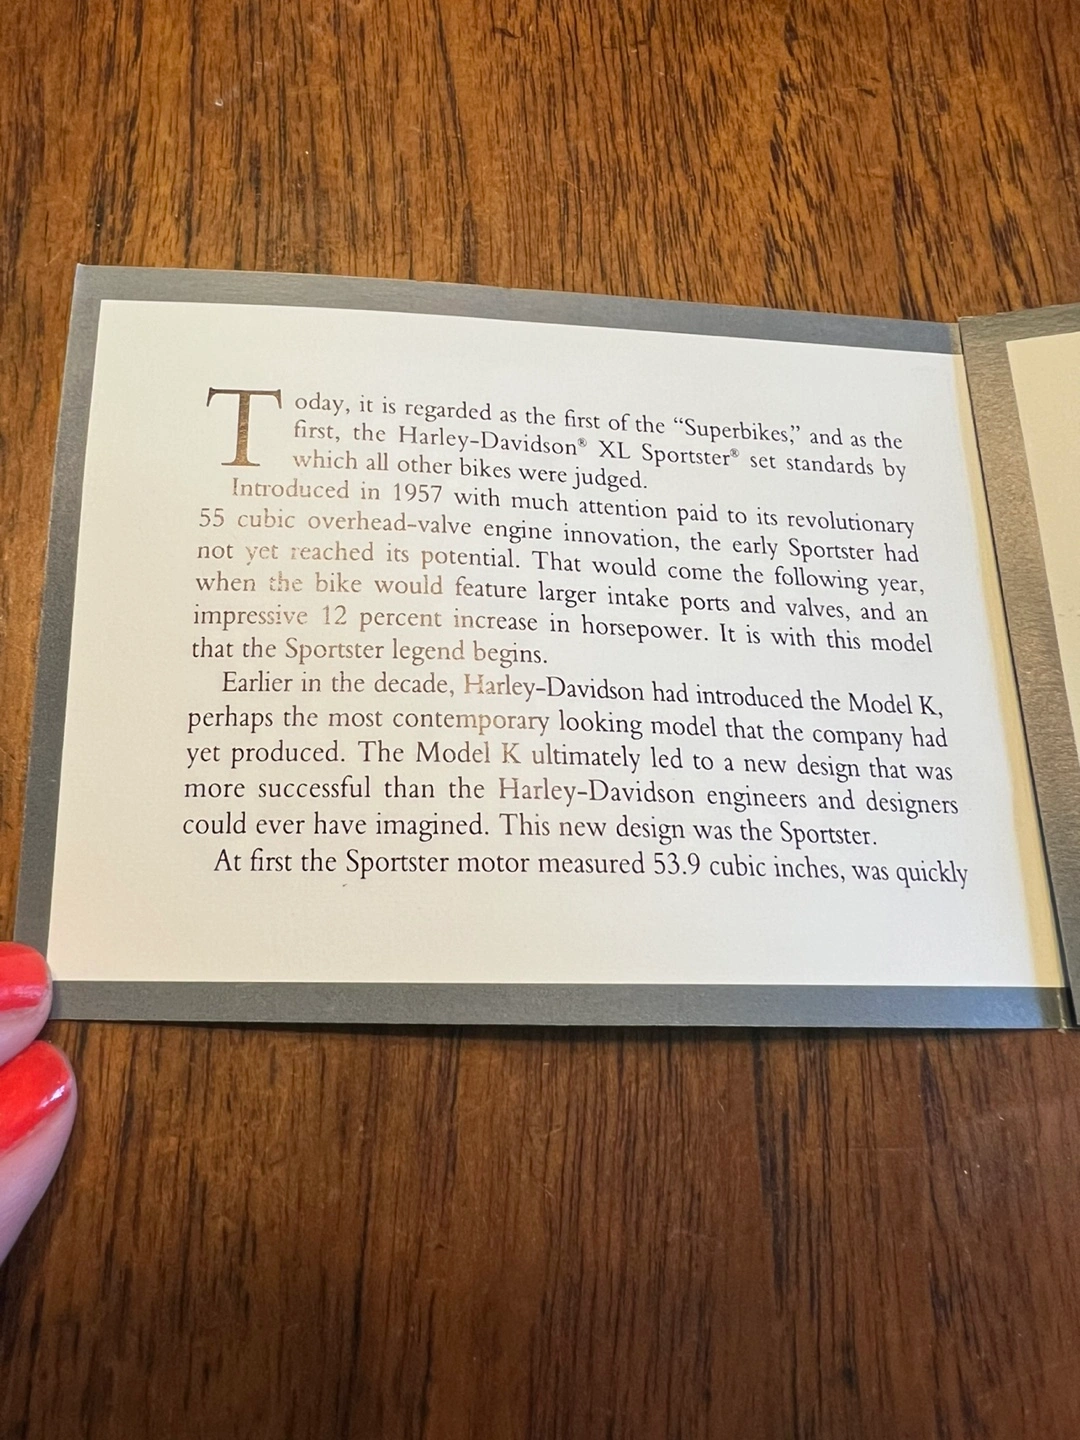 Today, it is regarded as the first of the “Superbikes,” and as the
first, the Harley-Davidson® XL Sportster® set standards by
which all other bikes were judged.
Introduced in 1957 with much attention paid to its revolutionary
55 cubic overhead-valve engine innovation, the early Sportster had
not yet reached its potential. That would come the following year,
when the bike would feature larger intake ports and valves, and an
impressive 12 percent increase in horsepower. It is with this model
that the Sportster legend begins.
Earlier in the decade, Harley-Davidson had introduced the Model K,
perhaps the most contemporary looking model that the company had
yet produced. The Model K ultimately led to a new design that was
more successful than the Harley-Davidson engineers and designers
could ever have imagined. This new design was the Sportster.
At first the Sportster motor measured 53.9 cubic inches, was quickly